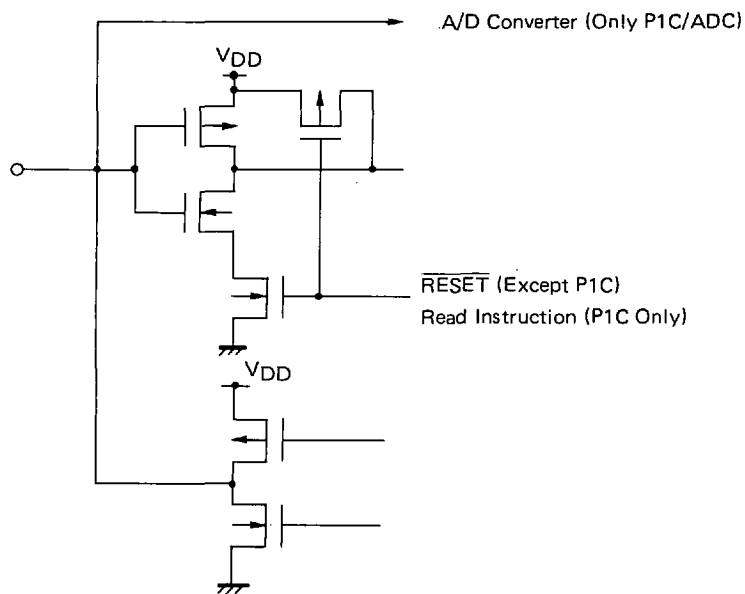 A/D Converter (Only P1C/ADC)
VDD
RESET (Except P1C)
Read Instruction (P1C Only)
VDD